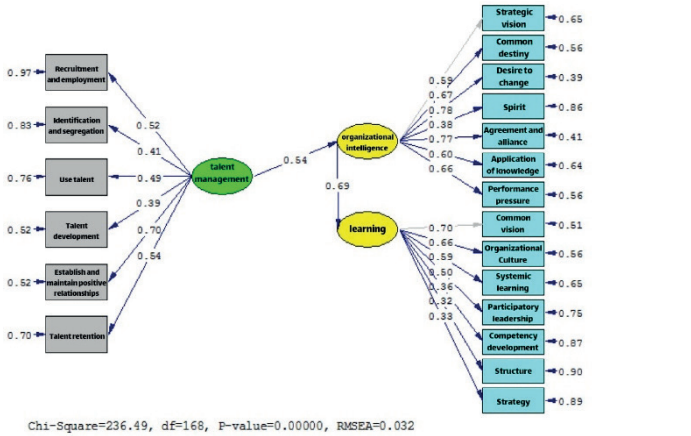 0.97
Recruitment
and employment
0.83
Identification
and segregation
0.76
Use talent
0.52
Talent
development
0.52
Establish and
maintain positive
relationships
0.70
Talent retention
0.52
0.41
0.49
0.39
0.70
0.54
talent
management
0.54
organizational
intelligence
0.69
learning
0.59
0.67
0.78
0.38
0.77
0.60
0.66
0.70
0.66
0.59
0.50
0.36
0.32
0.33
Strategic
vision
0.65
Common
destiny
0.56
Desire to
change
0.39
Spirit
0.86
Agreement and
alliance
0.41
Application
of knowledge
0.64
Performance
pressure
0.56
Common
vision
0.51
Organizational
Culture
0.56
Systemic
learning
0.65
Participatory
leadership
0.75
Competency
development
0.87
Structure
0.90
Strategy
0.89
Chi-Square=236.49, df=168, P-value=0.00000, RMSEA=0.032